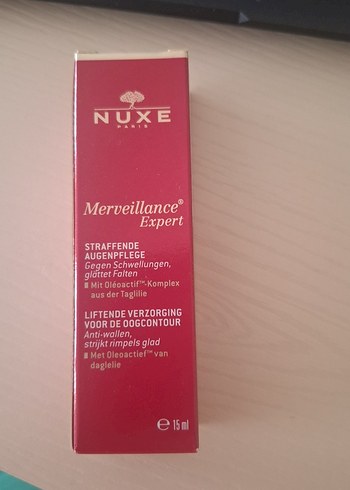 NUXE
PARIS
Merveillance®
Expert
STRAFFENDE
AUGENPFLEGE
Gegen Schwellungen,
glättet Falten
Mit Oléoactif™-Komplex
aus der Taglilie
LIFTENDE VERZORGING
VOOR DE OOGCONTOUR
Anti-wallen,
strijkt rimpels glad
Met Oleoactief™ van
daglelie
℮ 15 ml